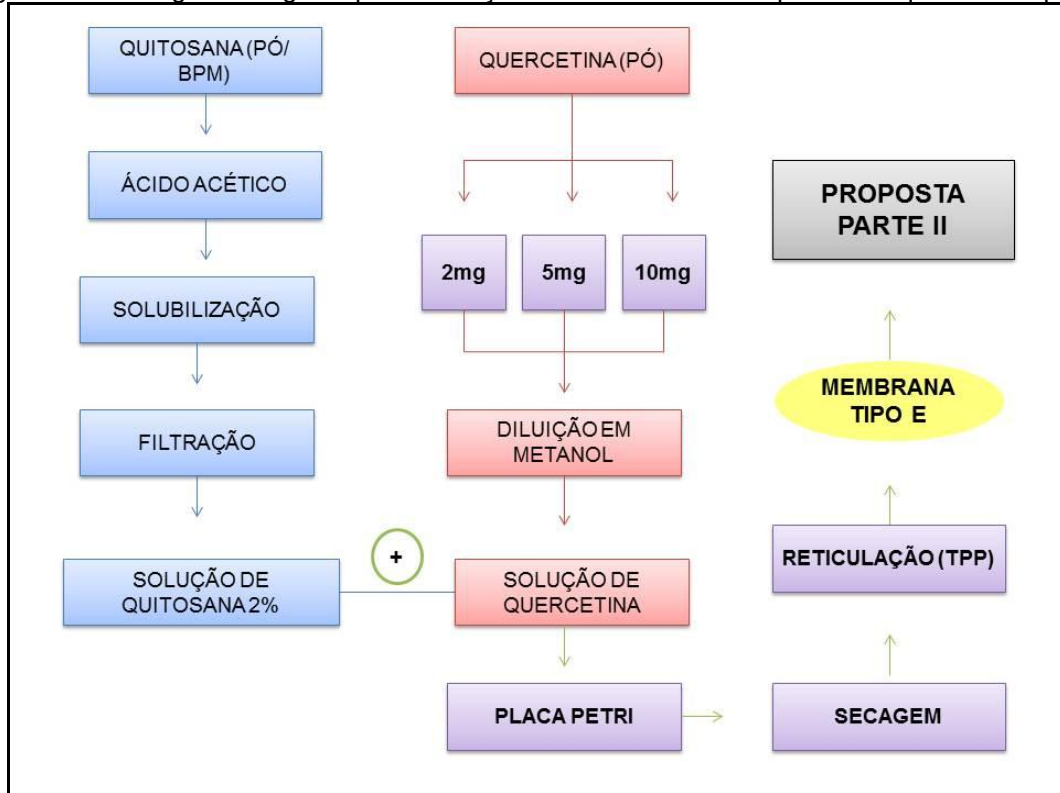 QUITOSANA (PÓ/
BPM)
ÁCIDO ACÉTICO
SOLUBILIZAÇÃO
FILTRAÇÃO
SOLUÇÃO DE
QUITOSANA 2%
+
QUERCETINA (PÓ)
2mg
5mg
10mg
DILUIÇÃO EM
METANOL
SOLUÇÃO DE
QUERCETINA
PLACA PETRI
SECAGEM
RETICULAÇÃO (TPP)
MEMBRANA
TIPO E
PROPOSTA
PARTE II